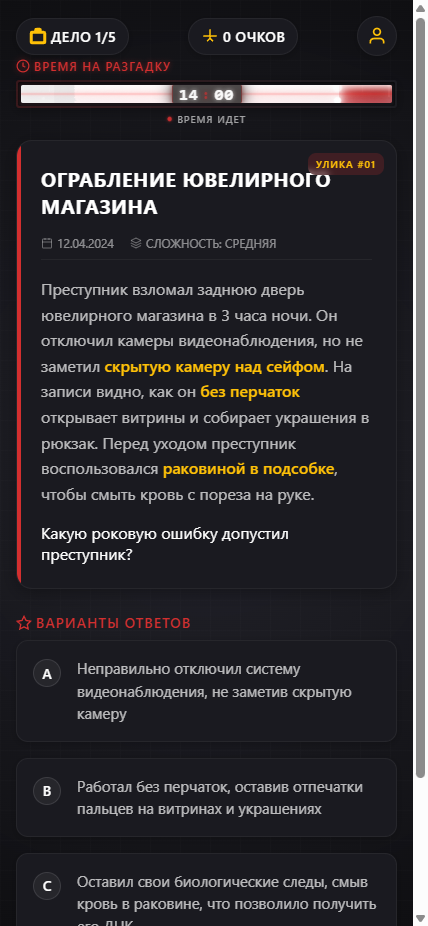 ДЕЛО 1/5
0 ОЧКОВ
ВРЕМЯ НА РАЗГАДКУ
14:00
ВРЕМЯ ИДЕТ
УЛИКА #01
ОГРАБЛЕНИЕ ЮВЕЛИРНОГО
МАГАЗИНА
12.04.2024 СЛОЖНОСТЬ: СРЕДНЯЯ
Преступник взломал заднюю дверь
ювелирного магазина в 3 часа ночи. Он
отключил камеры видеонаблюдения, но не
заметил скрытую камеру над сейфом. На
записи видно, как он без перчаток
открывает витрины и собирает украшения в
рюкзак. Перед уходом преступник
воспользовался раковиной в подсобке,
чтобы смыть кровь с пореза на руке.
Какую роковую ошибку допустил
преступник?
ВАРИАНТЫ ОТВЕТОВ
A
Неправильно отключил систему
видеонаблюдения, не заметив скрытую
камеру
B
Работал без перчаток, оставив отпечатки
пальцев на витринах и украшениях
C
Оставил свои биологические следы, смыв
кровь в раковине, что позволило получить
его ДНК